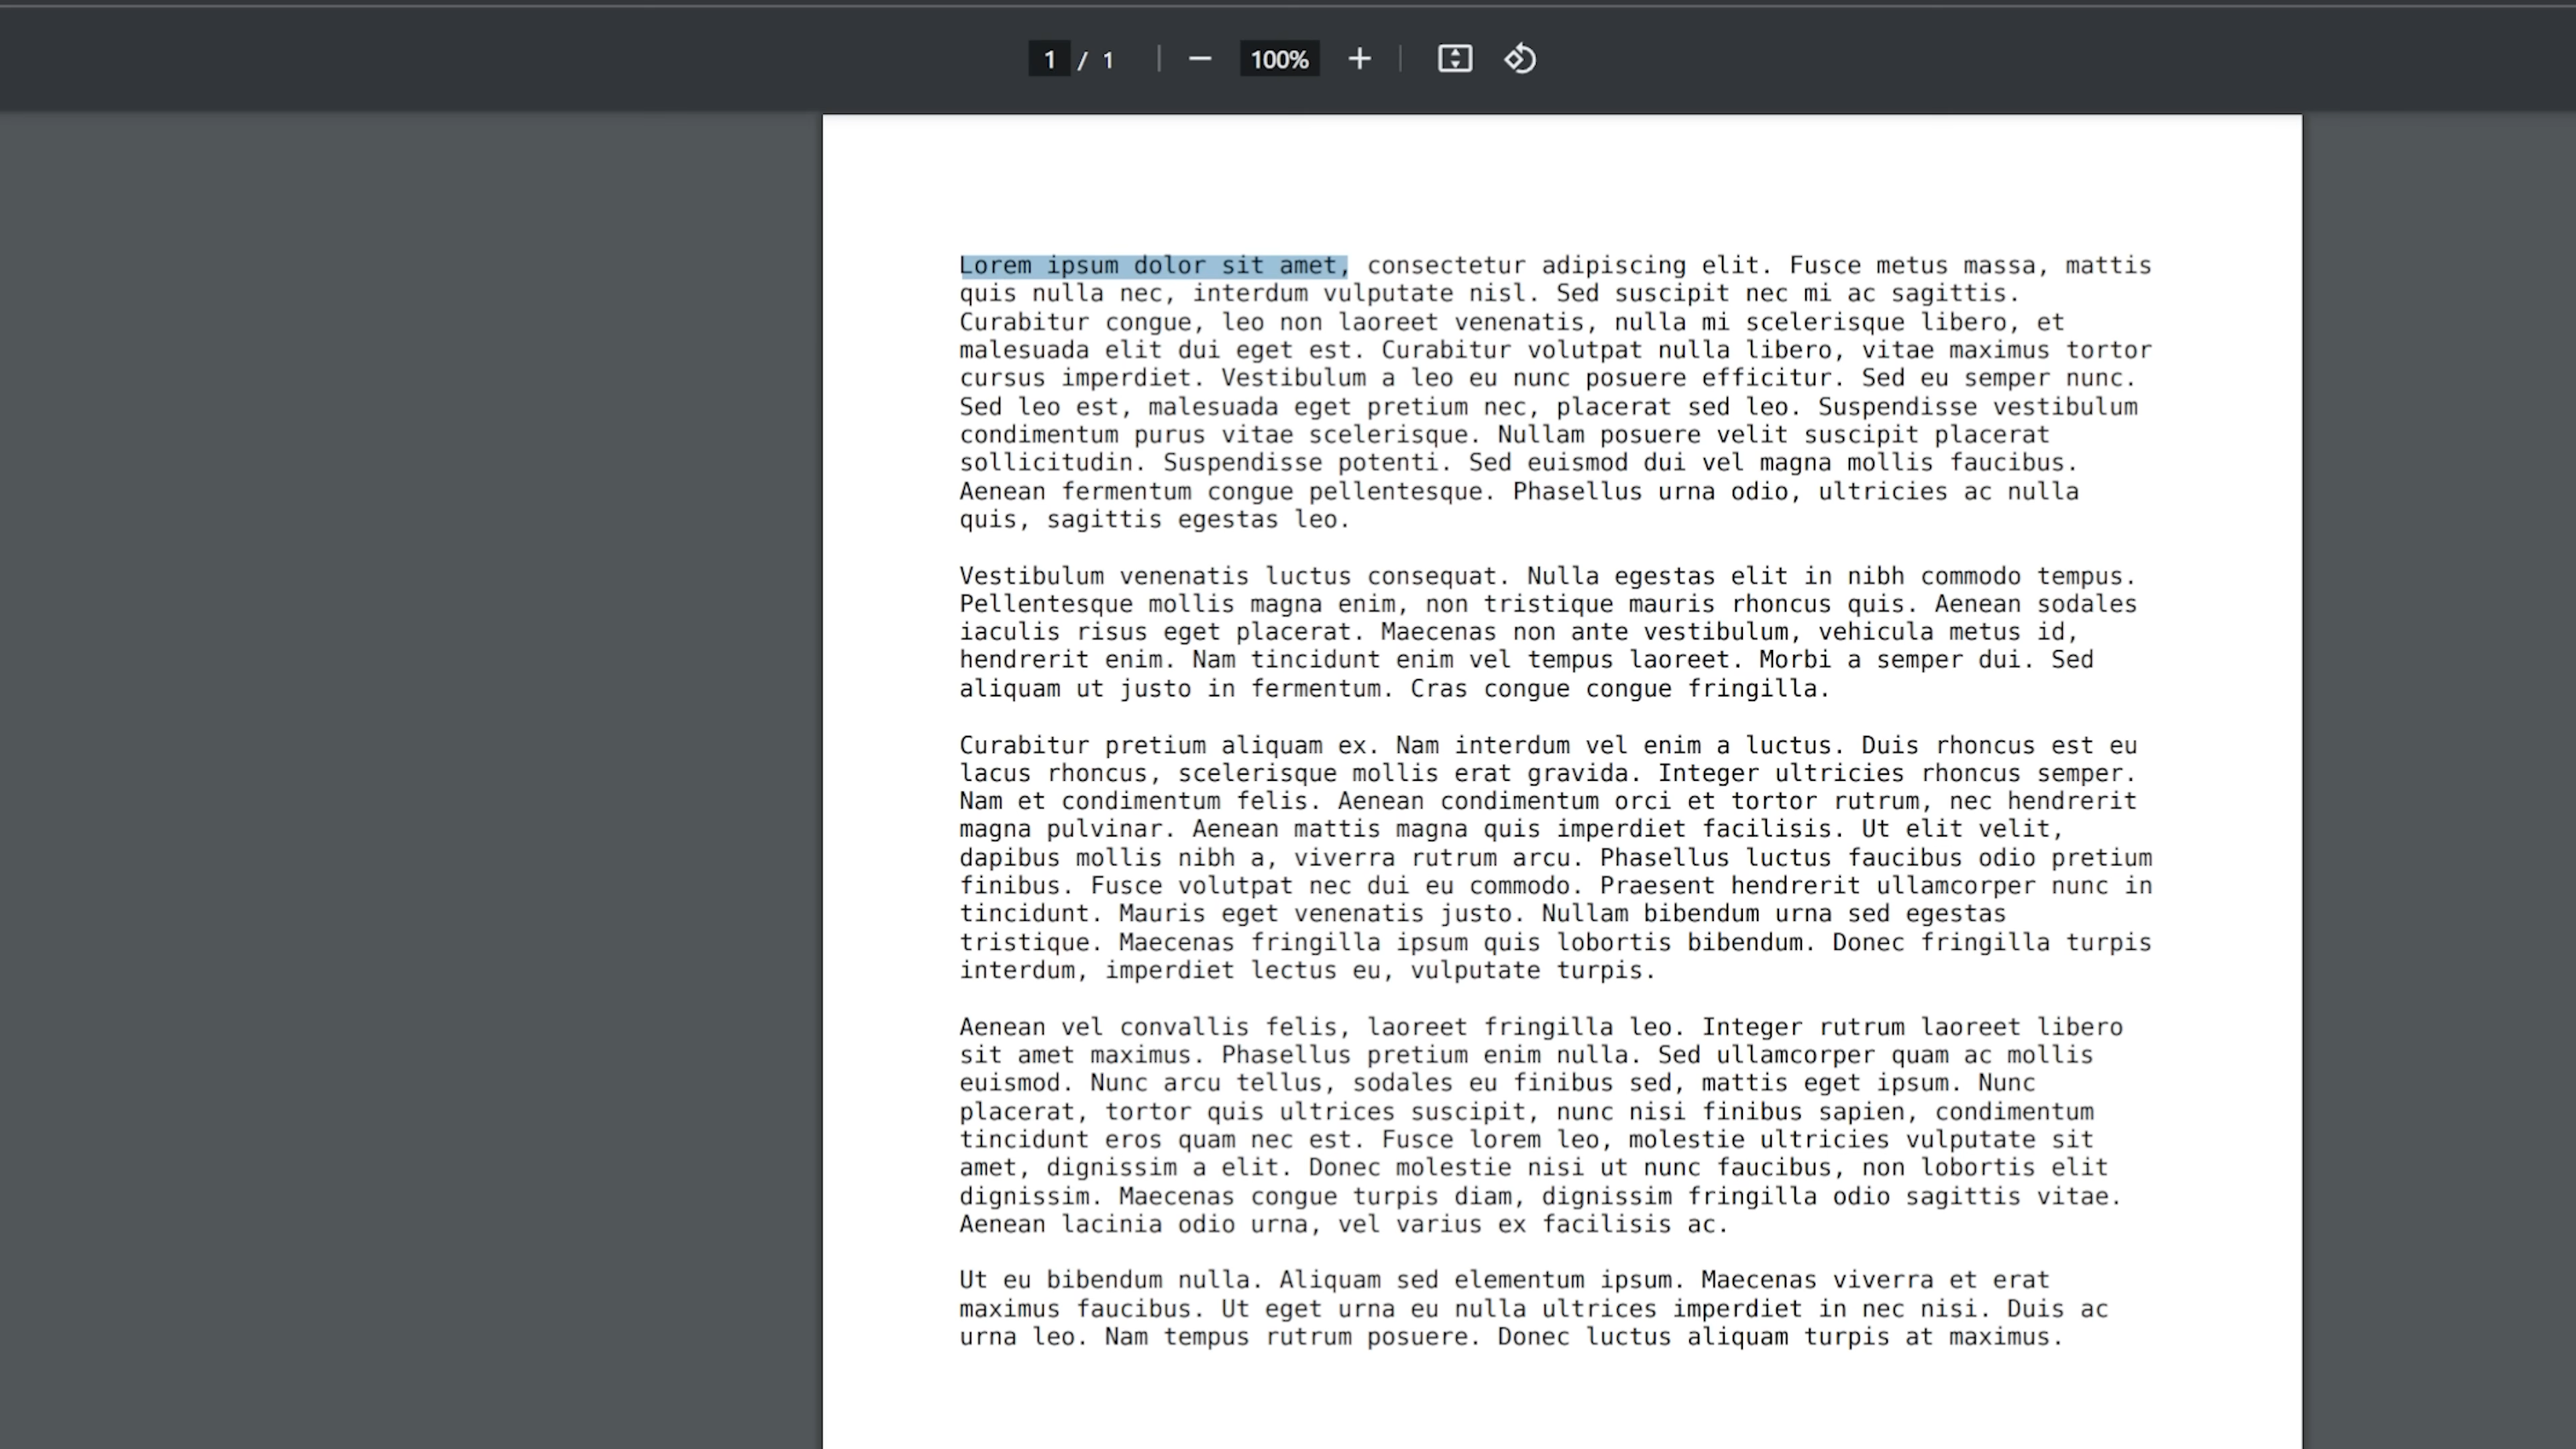 1 / 1 | − 100% + |
Lorem ipsum dolor sit amet, consectetur adipiscing elit. Fusce metus massa, mattis
quis nulla nec, interdum vulputate nisl. Sed suscipit nec mi ac sagittis.
Curabitur congue, leo non laoreet venenatis, nulla mi scelerisque libero, et
malesuada elit dui eget est. Curabitur volutpat nulla libero, vitae maximus tortor
cursus imperdiet. Vestibulum a leo eu nunc posuere efficitur. Sed eu semper nunc.
Sed leo est, malesuada eget pretium nec, placerat sed leo. Suspendisse vestibulum
condimentum purus vitae scelerisque. Nullam posuere velit suscipit placerat
sollicitudin. Suspendisse potenti. Sed euismod dui vel magna mollis faucibus.
Aenean fermentum congue pellentesque. Phasellus urna odio, ultricies ac nulla
quis, sagittis egestas leo.
Vestibulum venenatis luctus consequat. Nulla egestas elit in nibh commodo tempus.
Pellentesque mollis magna enim, non tristique mauris rhoncus quis. Aenean sodales
iaculis risus eget placerat. Maecenas non ante vestibulum, vehicula metus id,
hendrerit enim. Nam tincidunt enim vel tempus laoreet. Morbi a semper dui. Sed
aliquam ut justo in fermentum. Cras congue congue fringilla.
Curabitur pretium aliquam ex. Nam interdum vel enim a luctus. Duis rhoncus est eu
lacus rhoncus, scelerisque mollis erat gravida. Integer ultricies rhoncus semper.
Nam et condimentum felis. Aenean condimentum orci et tortor rutrum, nec hendrerit
magna pulvinar. Aenean mattis magna quis imperdiet facilisis. Ut elit velit,
dapibus mollis nibh a, viverra rutrum arcu. Phasellus luctus faucibus odio pretium
finibus. Fusce volutpat nec dui eu commodo. Praesent hendrerit ullamcorper nunc in
tincidunt. Mauris eget venenatis justo. Nullam bibendum urna sed egestas
tristique. Maecenas fringilla ipsum quis lobortis bibendum. Donec fringilla turpis
interdum, imperdiet lectus eu, vulputate turpis.
Aenean vel convallis felis, laoreet fringilla leo. Integer rutrum laoreet libero
sit amet maximus. Phasellus pretium enim nulla. Sed ullamcorper quam ac mollis
euismod. Nunc arcu tellus, sodales eu finibus sed, mattis eget ipsum. Nunc
placerat, tortor quis ultrices suscipit, nunc nisi finibus sapien, condimentum
tincidunt eros quam nec est. Fusce lorem leo, molestie ultricies vulputate sit
amet, dignissim a elit. Donec molestie nisi ut nunc faucibus, non lobortis elit
dignissim. Maecenas congue turpis diam, dignissim fringilla odio sagittis vitae.
Aenean lacinia odio urna, vel varius ex facilisis ac.
Ut eu bibendum nulla. Aliquam sed elementum ipsum. Maecenas viverra et erat
maximus faucibus. Ut eget urna eu nulla ultrices imperdiet in nec nisi. Duis ac
urna leo. Nam tempus rutrum posuere. Donec luctus aliquam turpis at maximus.